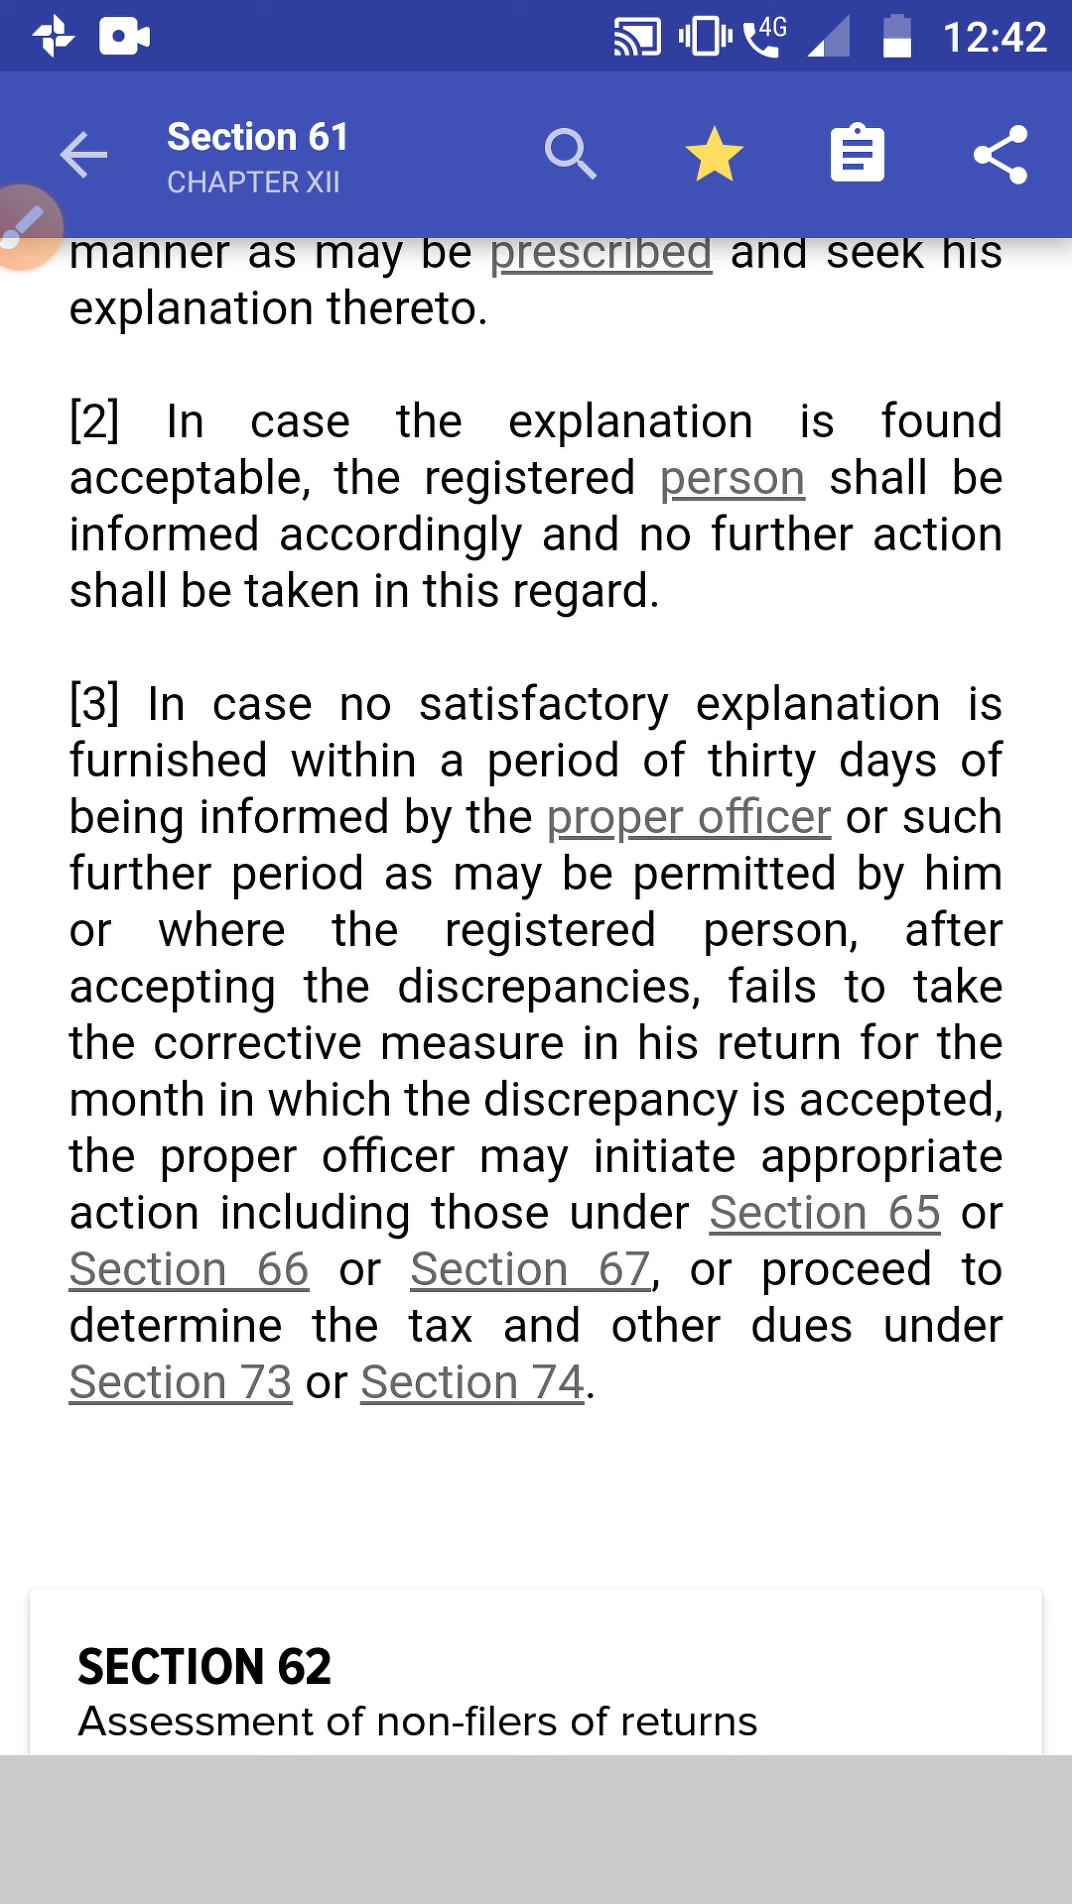 4G 12:42
Section 61
CHAPTER XII
manner as may be prescribed and seek his
explanation thereto.
[2] In case the explanation is found
acceptable, the registered person shall be
informed accordingly and no further action
shall be taken in this regard.
[3] In case no satisfactory explanation is
furnished within a period of thirty days of
being informed by the proper officer or such
further period as may be permitted by him
or where the registered person, after
accepting the discrepancies, fails to take
the corrective measure in his return for the
month in which the discrepancy is accepted,
the proper officer may initiate appropriate
action including those under Section 65 or
Section 66 or Section 67, or proceed to
determine the tax and other dues under
Section 73 or Section 74.
SECTION 62
Assessment of non-filers of returns